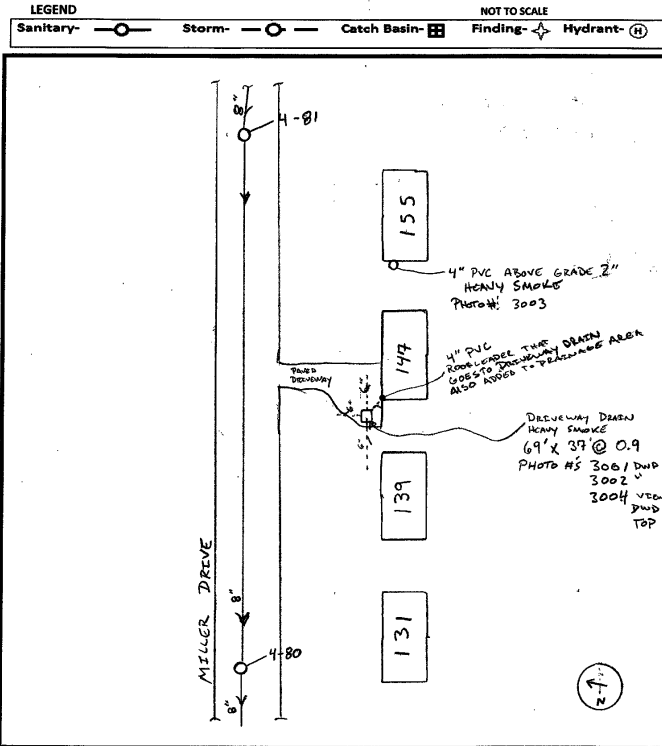 LEGEND
NOT TO SCALE
Sanitary-
Storm-
Catch Basin-
Finding-
Hydrant- H
8"
4-81
155
4" PVC ABOVE GRADE 2"
HEAVY SMOKE
PHOTO#: 3003
147
4" PVC
ROOFLEADER THAT
GOES TO DRIVEWAY DRAIN
ALSO ADDED TO DRAINAGE AREA
PAVED
DRIVEWAY
DRIVEWAY DRAIN
HEAVY SMOKE
69' X 37' @ 0.9
PHOTO #'S 3001 DWD
3002 "
3004 VIEW
DWD
TOP
139
MILLER DRIVE
8"
131
4-80
8"
N